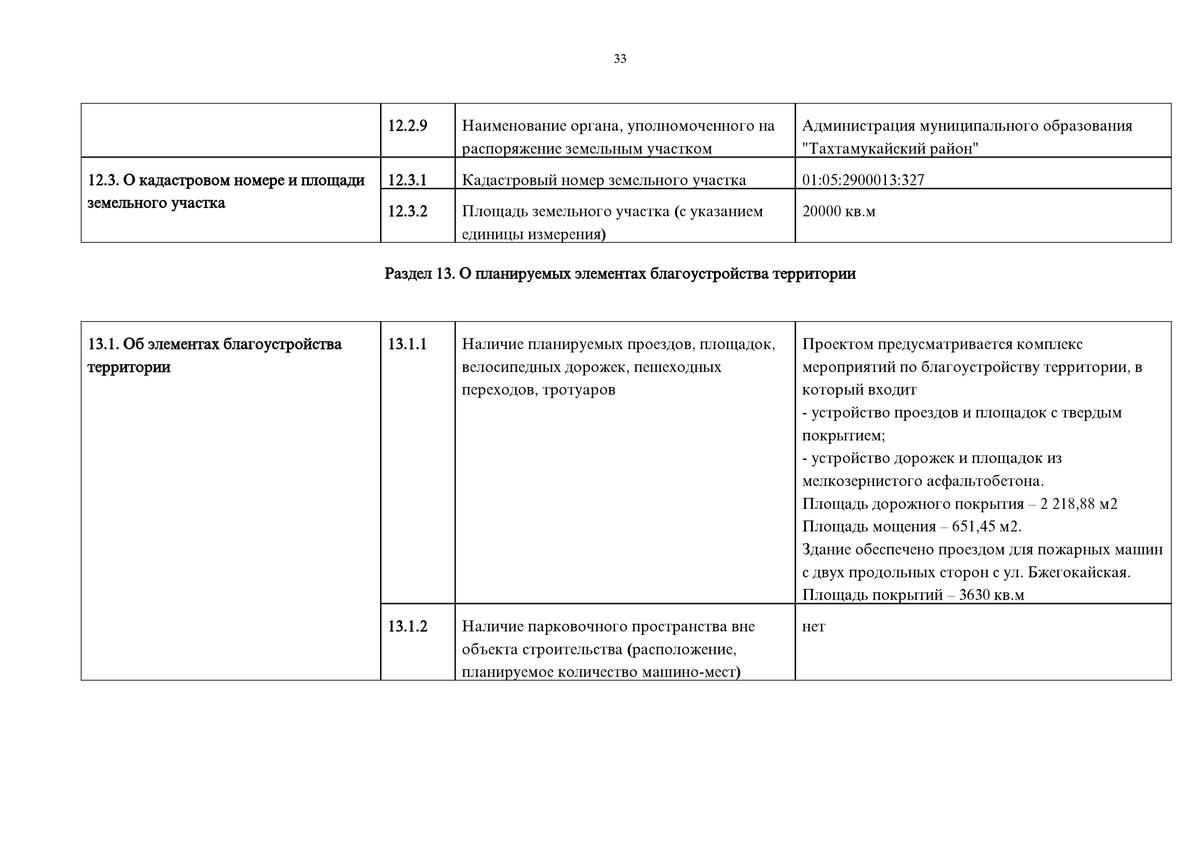 33
12.2.9
Наименование органа, уполномоченного на
распоряжение земельным участком
Администрация муниципального образования
"Тахтамукайский район"
12.3. О кадастровом номере и площади
земельного участка
12.3.1
Кадастровый номер земельного участка
01:05:2900013:327
12.3.2
Площадь земельного участка (с указанием
единицы измерения)
20000 кв.м
Раздел 13. О планируемых элементах благоустройства территории
13.1. Об элементах благоустройства
территории
13.1.1
Наличие планируемых проездов, площадок,
велосипедных дорожек, пешеходных
переходов, тротуаров
Проектом предусматривается комплекс
мероприятий по благоустройству территории, в
который входит
- устройство проездов и площадок с твердым
покрытием;
- устройство дорожек и площадок из
мелкозернистого асфальтобетона.
Площадь дорожного покрытия – 2 218,88 м2
Площадь мощения – 651,45 м2.
Здание обеспечено проездом для пожарных машин
с двух продольных сторон с ул. Бжегокайская.
Площадь покрытий – 3630 кв.м
13.1.2
Наличие парковочного пространства вне
объекта строительства (расположение,
планируемое количество машино-мест)
нет